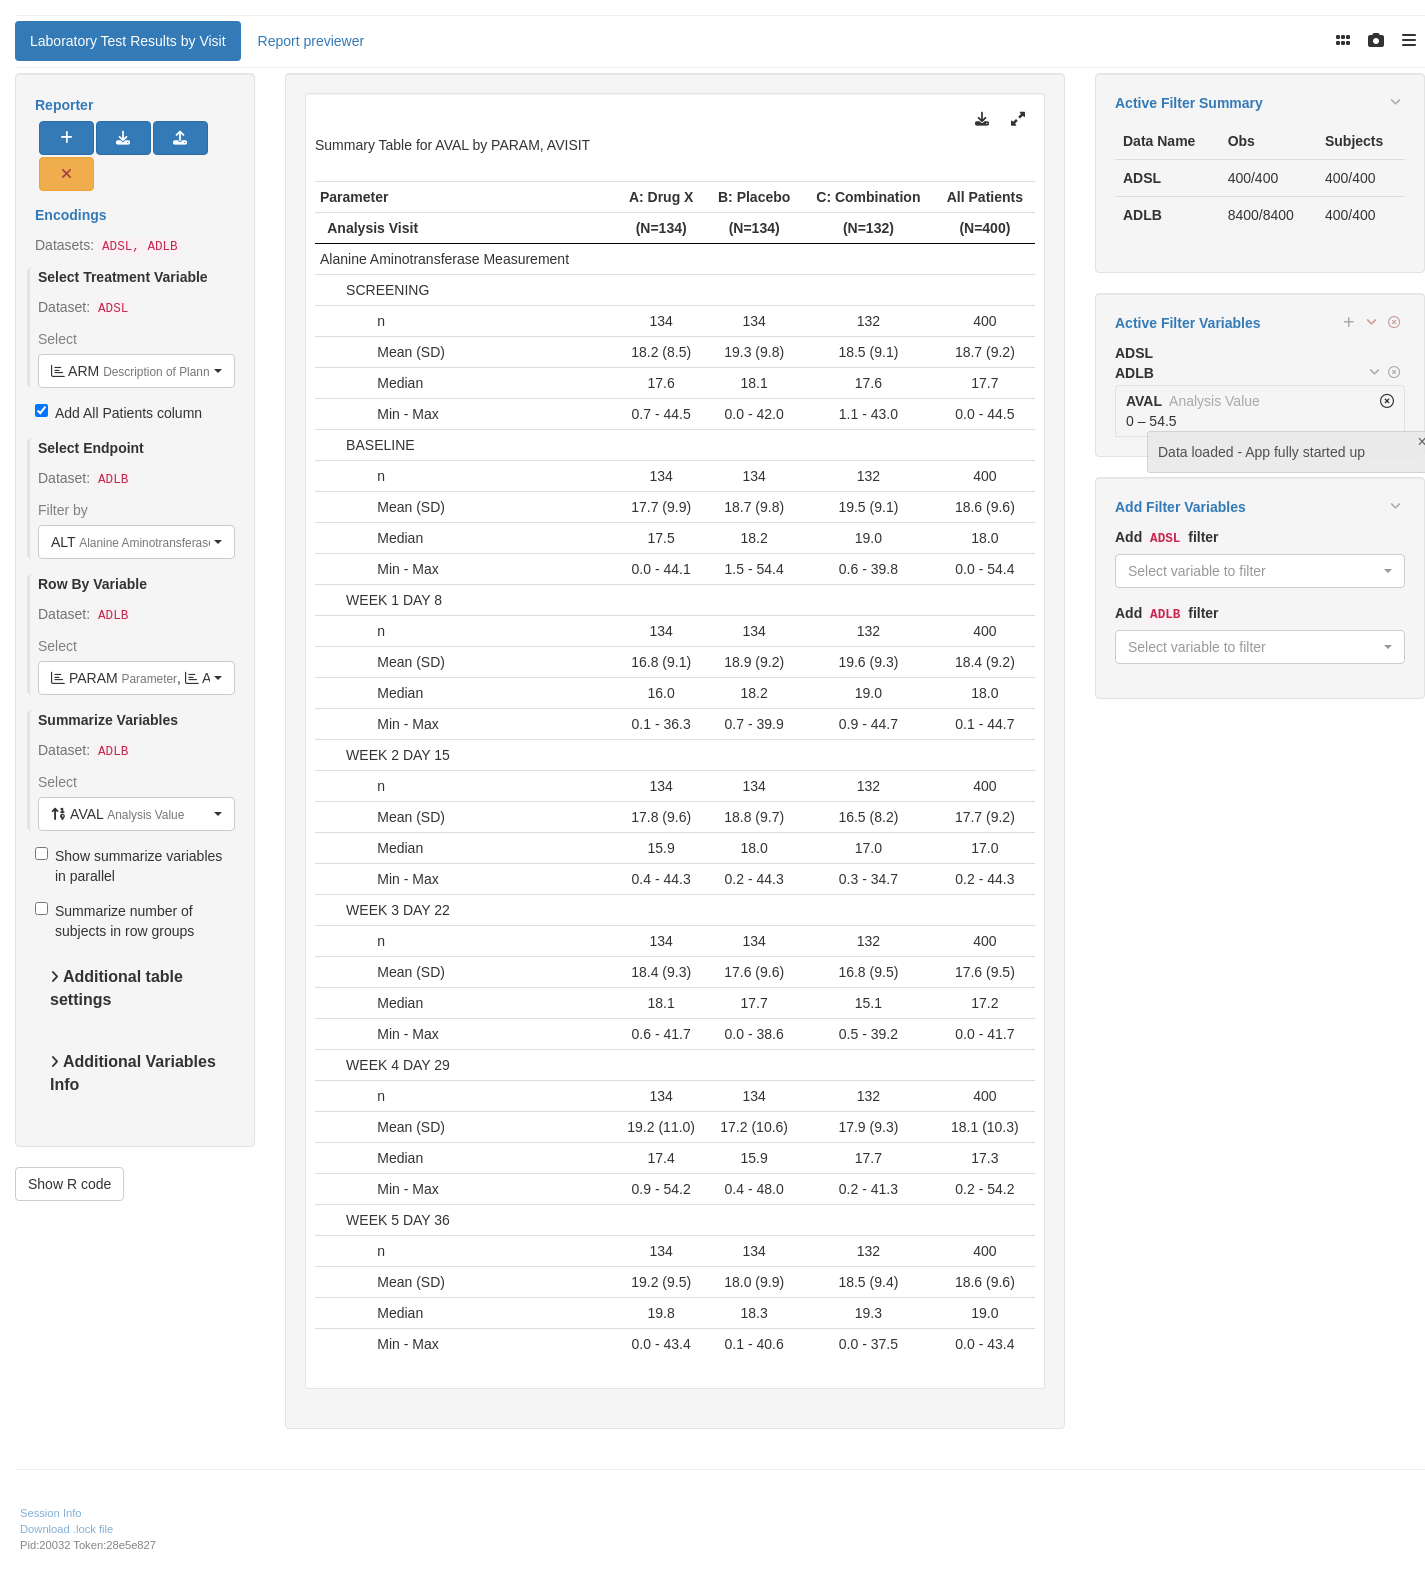 Laboratory Test Results by Visit
Report previewer
Reporter
Encodings
Datasets: ADSL, ADLB
Select Treatment Variable
Dataset: ADSL
Select
ARM Description of Plann
Add All Patients column
Select Endpoint
Dataset: ADLB
Filter by
ALT Alanine Aminotransferase
Row By Variable
Dataset: ADLB
Select
PARAM Parameter, A
Summarize Variables
Dataset: ADLB
Select
AVAL Analysis Value
Show summarize variables
in parallel
Summarize number of
subjects in row groups
Additional table
settings
Additional Variables
Info
Show R code
Summary Table for AVAL by PARAM, AVISIT
Parameter A: Drug X B: Placebo C: Combination All Patients
Analysis Visit (N=134) (N=134) (N=132) (N=400)
Alanine Aminotransferase Measurement
SCREENING
n 134 134 132 400
Mean (SD) 18.2 (8.5) 19.3 (9.8) 18.5 (9.1) 18.7 (9.2)
Median 17.6 18.1 17.6 17.7
Min - Max 0.7 - 44.5 0.0 - 42.0 1.1 - 43.0 0.0 - 44.5
BASELINE
n 134 134 132 400
Mean (SD) 17.7 (9.9) 18.7 (9.8) 19.5 (9.1) 18.6 (9.6)
Median 17.5 18.2 19.0 18.0
Min - Max 0.0 - 44.1 1.5 - 54.4 0.6 - 39.8 0.0 - 54.4
WEEK 1 DAY 8
n 134 134 132 400
Mean (SD) 16.8 (9.1) 18.9 (9.2) 19.6 (9.3) 18.4 (9.2)
Median 16.0 18.2 19.0 18.0
Min - Max 0.1 - 36.3 0.7 - 39.9 0.9 - 44.7 0.1 - 44.7
WEEK 2 DAY 15
n 134 134 132 400
Mean (SD) 17.8 (9.6) 18.8 (9.7) 16.5 (8.2) 17.7 (9.2)
Median 15.9 18.0 17.0 17.0
Min - Max 0.4 - 44.3 0.2 - 44.3 0.3 - 34.7 0.2 - 44.3
WEEK 3 DAY 22
n 134 134 132 400
Mean (SD) 18.4 (9.3) 17.6 (9.6) 16.8 (9.5) 17.6 (9.5)
Median 18.1 17.7 15.1 17.2
Min - Max 0.6 - 41.7 0.0 - 38.6 0.5 - 39.2 0.0 - 41.7
WEEK 4 DAY 29
n 134 134 132 400
Mean (SD) 19.2 (11.0) 17.2 (10.6) 17.9 (9.3) 18.1 (10.3)
Median 17.4 15.9 17.7 17.3
Min - Max 0.9 - 54.2 0.4 - 48.0 0.2 - 41.3 0.2 - 54.2
WEEK 5 DAY 36
n 134 134 132 400
Mean (SD) 19.2 (9.5) 18.0 (9.9) 18.5 (9.4) 18.6 (9.6)
Median 19.8 18.3 19.3 19.0
Min - Max 0.0 - 43.4 0.1 - 40.6 0.0 - 37.5 0.0 - 43.4
Active Filter Summary
Data Name Obs Subjects
ADSL 400/400 400/400
ADLB 8400/8400 400/400
Active Filter Variables
ADSL
ADLB
AVAL Analysis Value
0 – 54.5
Data loaded - App fully started up
Add Filter Variables
Add ADSL filter
Select variable to filter
Add ADLB filter
Select variable to filter
Session Info
Download .lock file
Pid:20032 Token:28e5e827